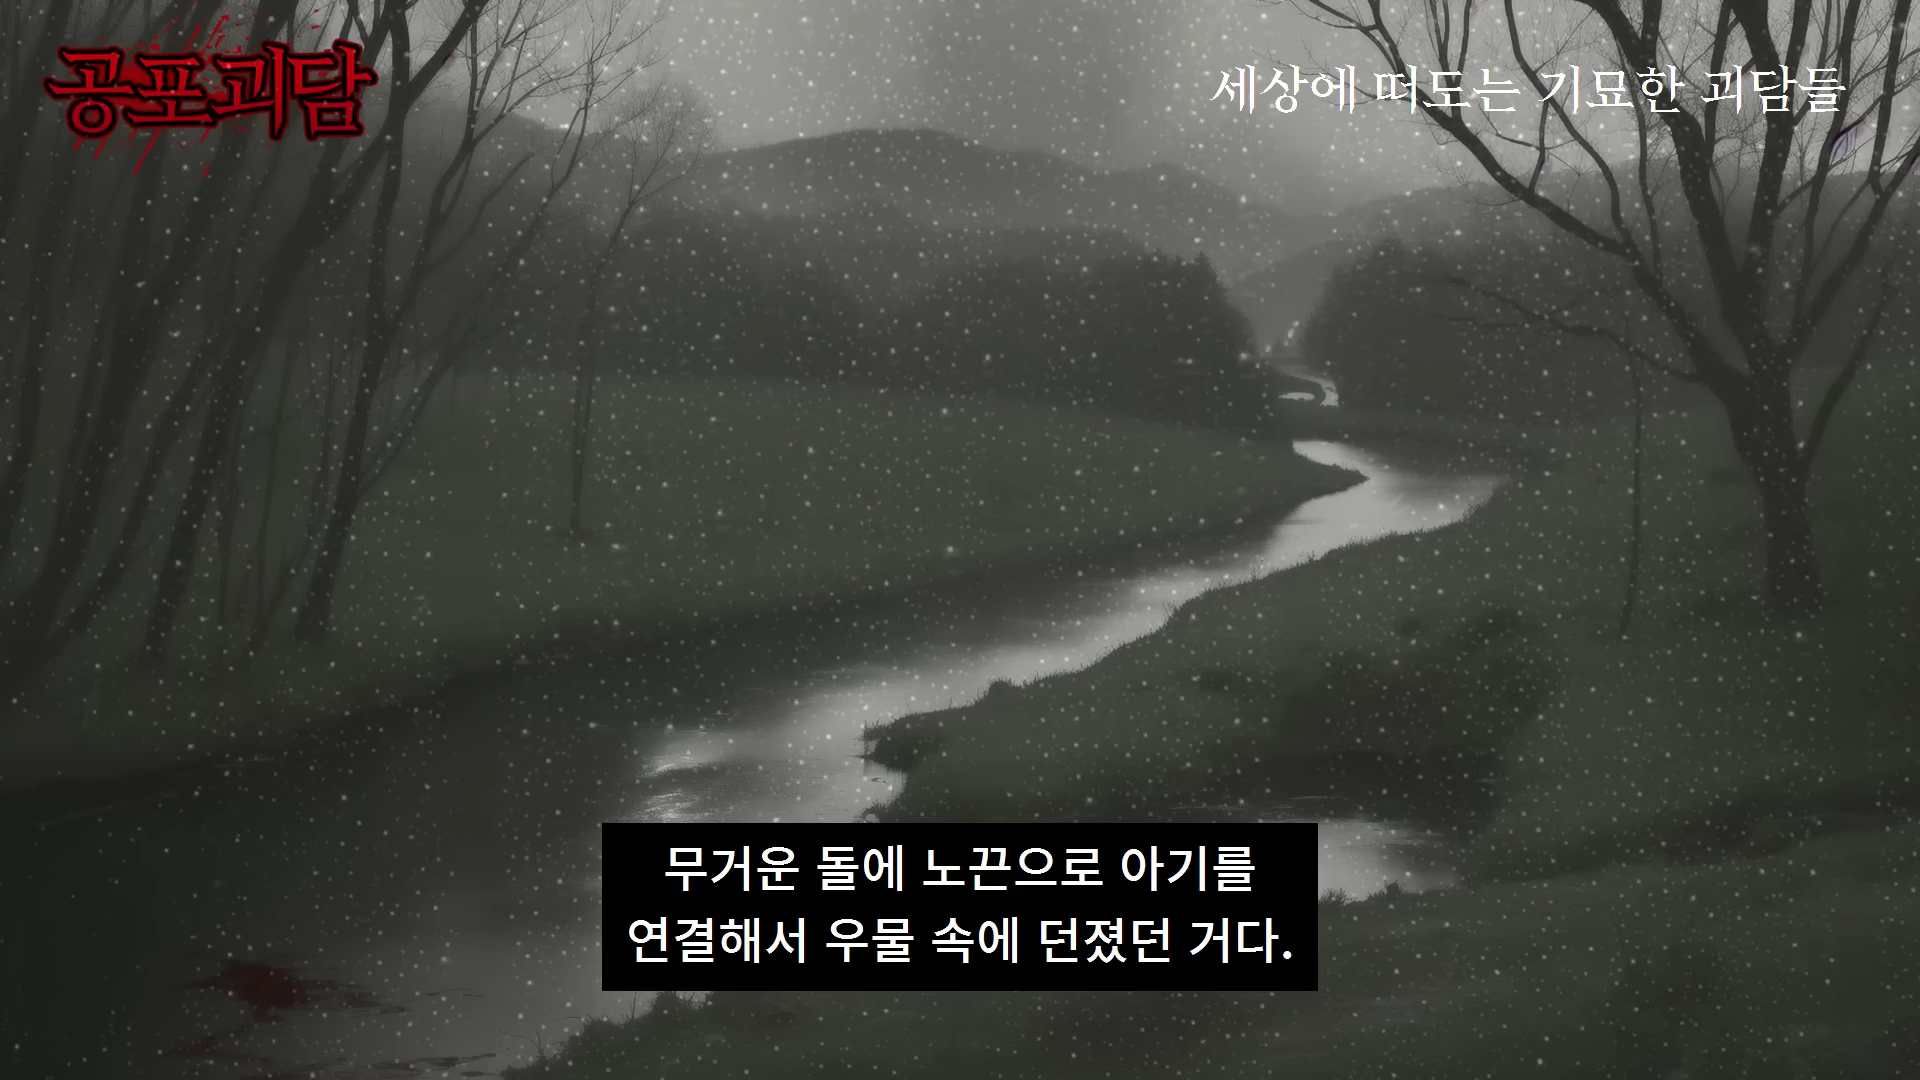 공포괴담
세상에 떠도는 기묘한 괴담들
무거운 돌에 노끈으로 아기를
연결해서 우물 속에 던졌던 거다.